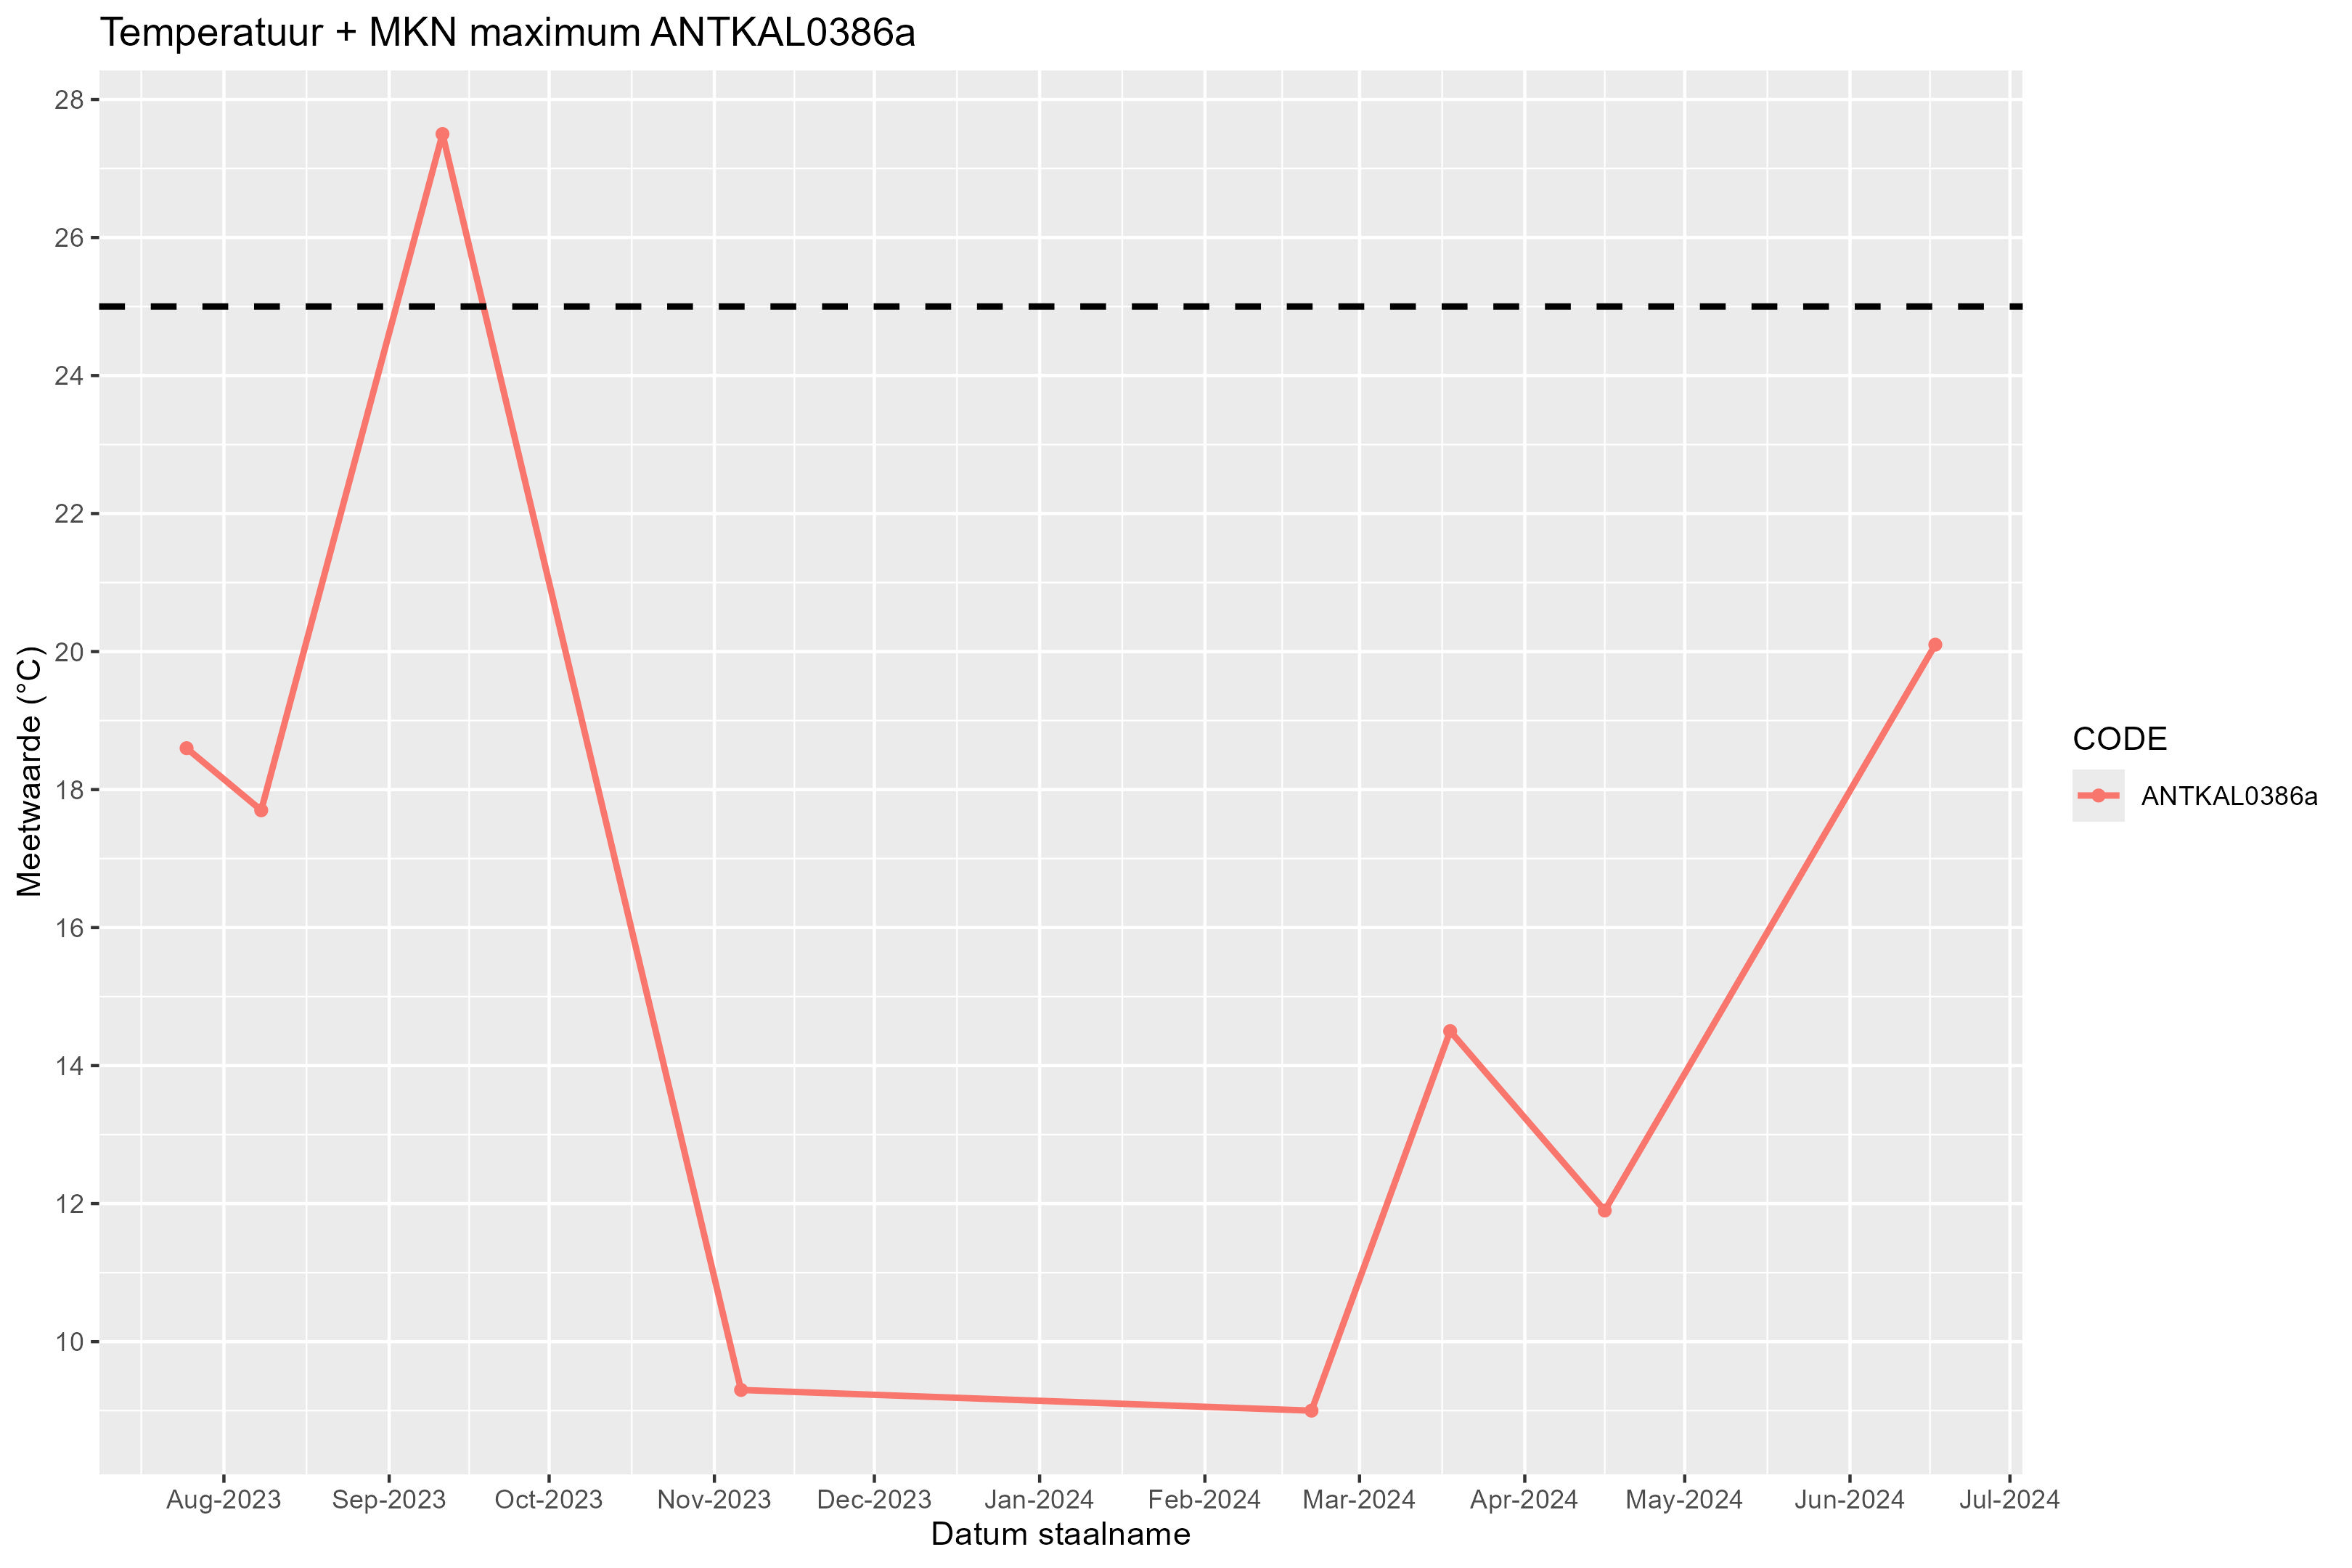 Temperatuur + MKN maximum ANTKAL0386a
28
26
24
22
20
18
16
14
12
10
Meetwaarde (°C)
Aug-2023 Sep-2023 Oct-2023 Nov-2023 Dec-2023 Jan-2024 Feb-2024 Mar-2024 Apr-2024 May-2024 Jun-2024 Jul-2024
Datum staalname
CODE
ANTKAL0386a